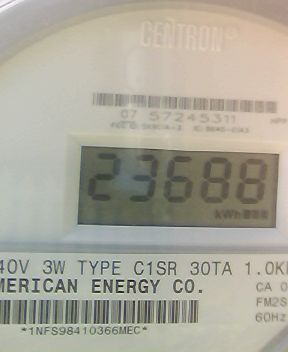 CENTRON®
07 57245311
23688
kWh
40V 3W TYPE C1SR 30TA 1.0K
MERICAN ENERGY CO.
CA 0
FM2S
60Hz
*1NFS98410366MEC*